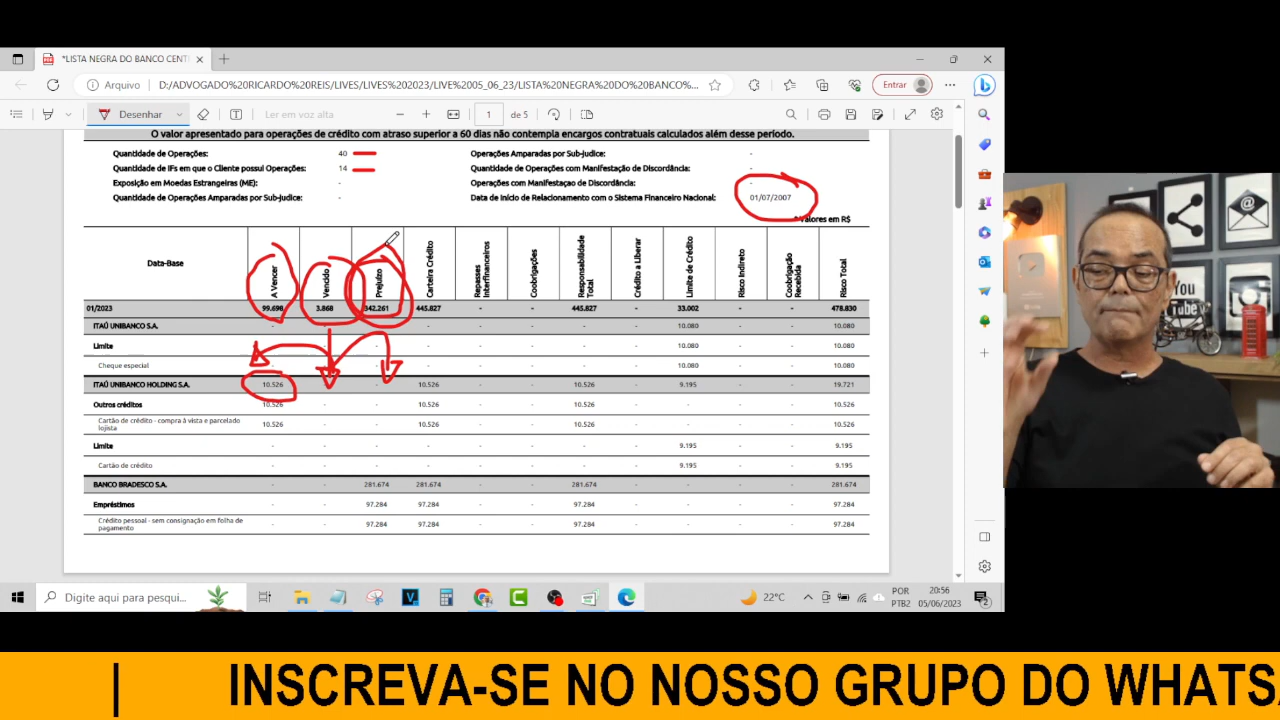 *LISTA NEGRA DO BANCO CENT
Arquivo D:/ADVOGADO%20RICARDO%20REIS/LIVES/LIVES%202023/LIVE%2005_06_23/LISTA%20NEGRA%20DO%20BANCO%... Entrar
Desenhar Ler em voz alta 1 de 5
O valor apresentado para operações de crédito com atraso superior a 60 dias não contempla encargos contratuais calculados além desse período.
Quantidade de Operações: 40 Operações Amparadas por Sub-judice: -
Quantidade de IFs em que o Cliente possui Operações: 14 Quantidade de Operações com Manifestação de Discordância: -
Exposição em Moedas Estrangeiras (ME): - Operações com Manifestaçao de Discordância: -
Quantidade de Operações Amparadas por Sub-judice: - Data de Início de Relacionamento com o Sistema Financeiro Nacional: 01/07/2007
Valores em R$
Data-Base A Vencer Vencido Prejuízo Carteira Crédito Repasses Interfinanceiros Coobrigações Responsabilidade Total Crédito a Liberar Limite de Crédito Risco Indireto Coobrigação Recebida Risco Total
01/2023 99.698 3.868 342.261 445.827 - - 445.827 - 33.002 - - 478.830
ITAÚ UNIBANCO S.A. - - - - - - - 10.080 - - 10.080
Limite - - - - - - 10.080 - - 10.080
Cheque especial - - - - - - - 10.080 - - 10.080
ITAÚ UNIBANCO HOLDING S.A. 10.526 - 10.526 - - 10.526 - 9.195 - - 19.721
Outros créditos 10.526 - - 10.526 - - 10.526 - - - - 10.526
Cartão de crédito - compra à vista e parcelado 10.526 - - 10.526 - - 10.526 - - - - 10.526
lojista
Limite - - - - - - - - 9.195 - - 9.195
Cartão de crédito - - - - - - - - 9.195 - - 9.195
BANCO BRADESCO S.A. - - 281.674 281.674 - - 281.674 - - - - 281.674
Empréstimos - - 97.284 97.284 - - 97.284 - - - - 97.284
Crédito pessoal - sem consignação em folha de - - 97.284 97.284 - - 97.284 - - - - 97.284
pagamento
You
Tube
Digite aqui para pesqui... 22°C POR 20:56
PTB2 05/06/2023 2
| INSCREVA-SE NO NOSSO GRUPO DO WHATS